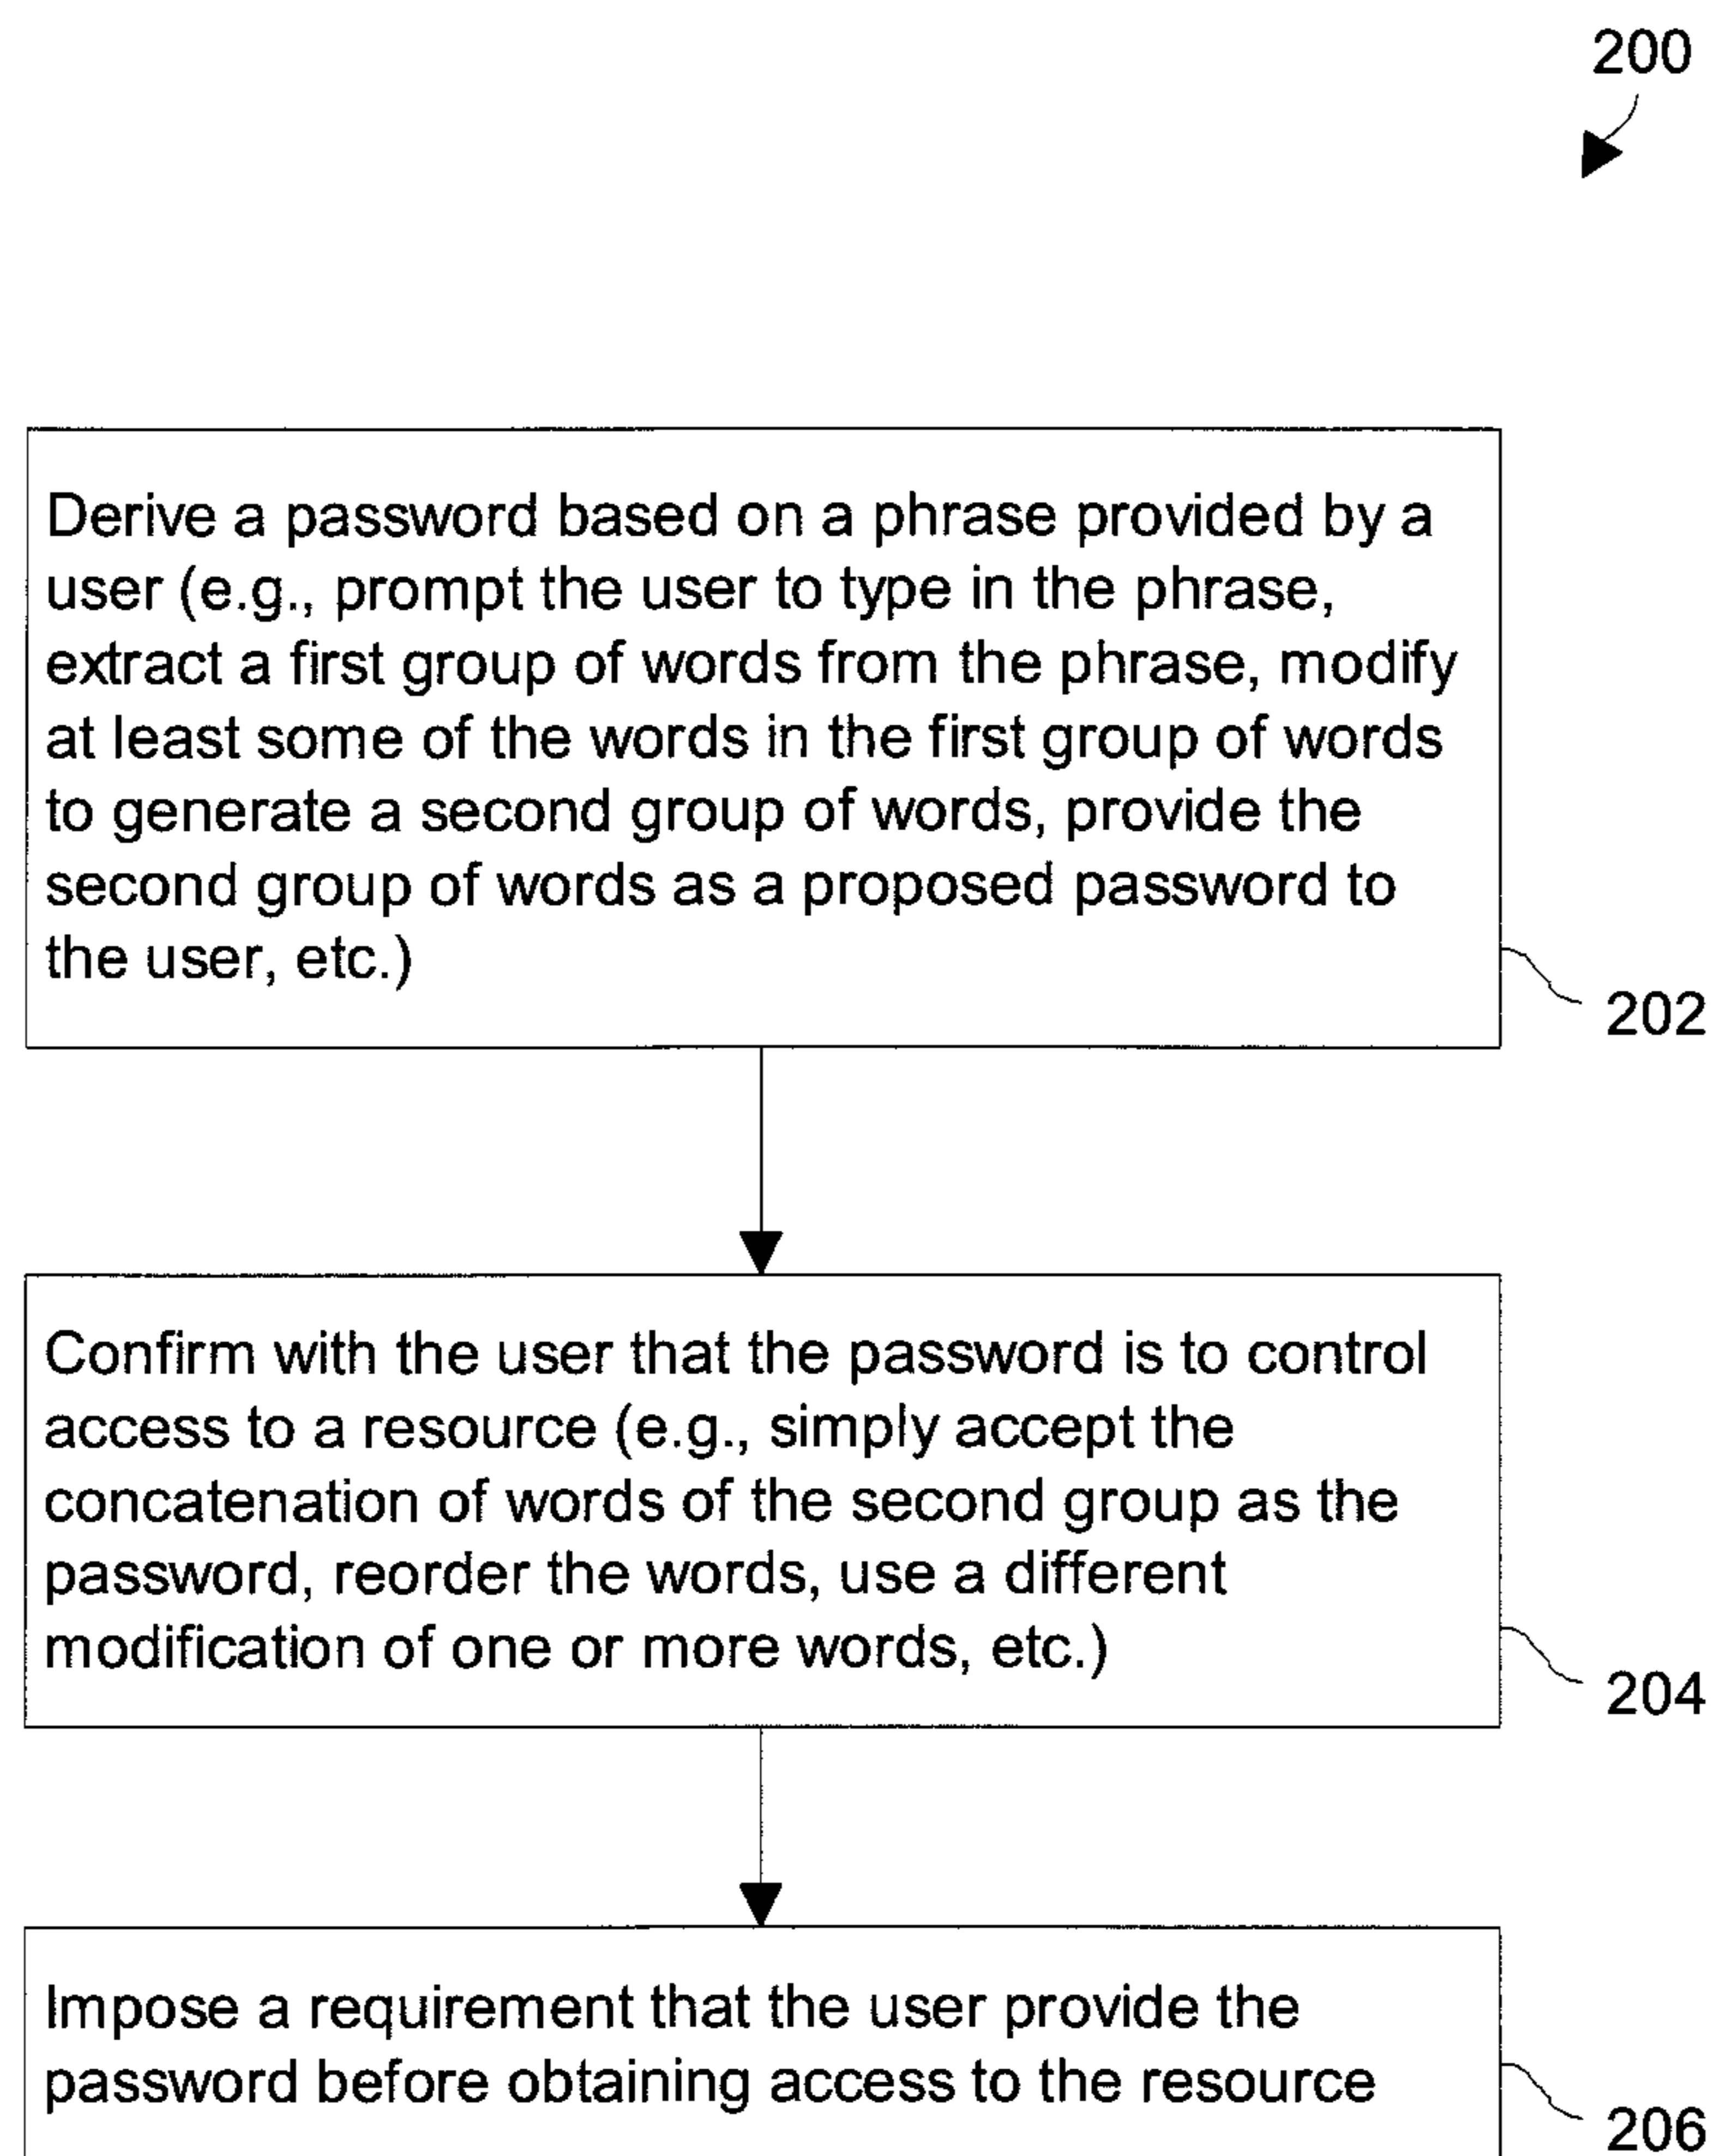 200
Derive a password based on a phrase provided by a
user (e.g., prompt the user to type in the phrase,
extract a first group of words from the phrase, modify
at least some of the words in the first group of words
to generate a second group of words, provide the
second group of words as a proposed password to
the user, etc.)
202
Confirm with the user that the password is to control
access to a resource (e.g., simply accept the
concatenation of words of the second group as the
password, reorder the words, use a different
modification of one or more words, etc.)
204
Impose a requirement that the user provide the
password before obtaining access to the resource
206